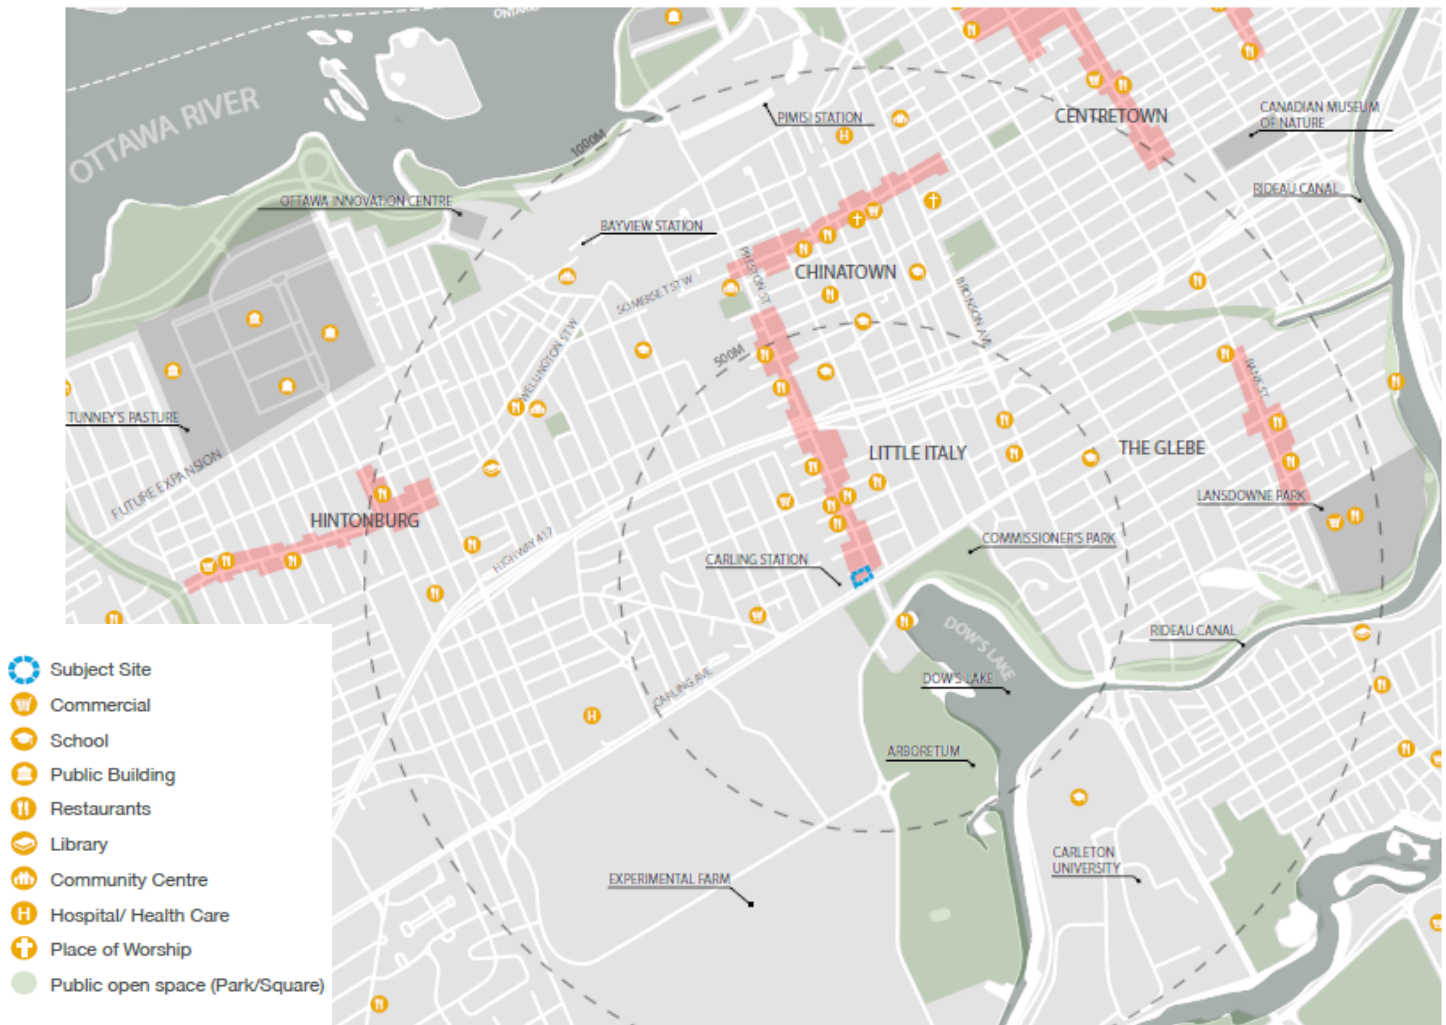 ONTARIO
OTTAWA RIVER
1000M
PIMISI STATION
CENTRETOWN
CANADIAN MUSEUM
OF NATURE
RIDEAU CANAL
OTTAWA INNOVATION CENTRE
BAYVIEW STATION
PRESTON ST
CHINATOWN
SOMERSET ST W
BRONSON AVE
500M
WELLINGTON ST W
BANK ST
TUNNEY'S PASTURE
FUTURE EXPANSION
LITTLE ITALY
THE GLEBE
LANSDOWNE PARK
HINTONBURG
HIGHWAY 417
COMMISSIONER'S PARK
CARLING STATION
RIDEAU CANAL
DOW'S LAKE
DOW'S LAKE
CARLING AVE
ARBORETUM
CARLETON
UNIVERSITY
EXPERIMENTAL FARM
Subject Site
Commercial
School
Public Building
Restaurants
Library
Community Centre
H Hospital/ Health Care
Place of Worship
Public open space (Park/Square)
H
H